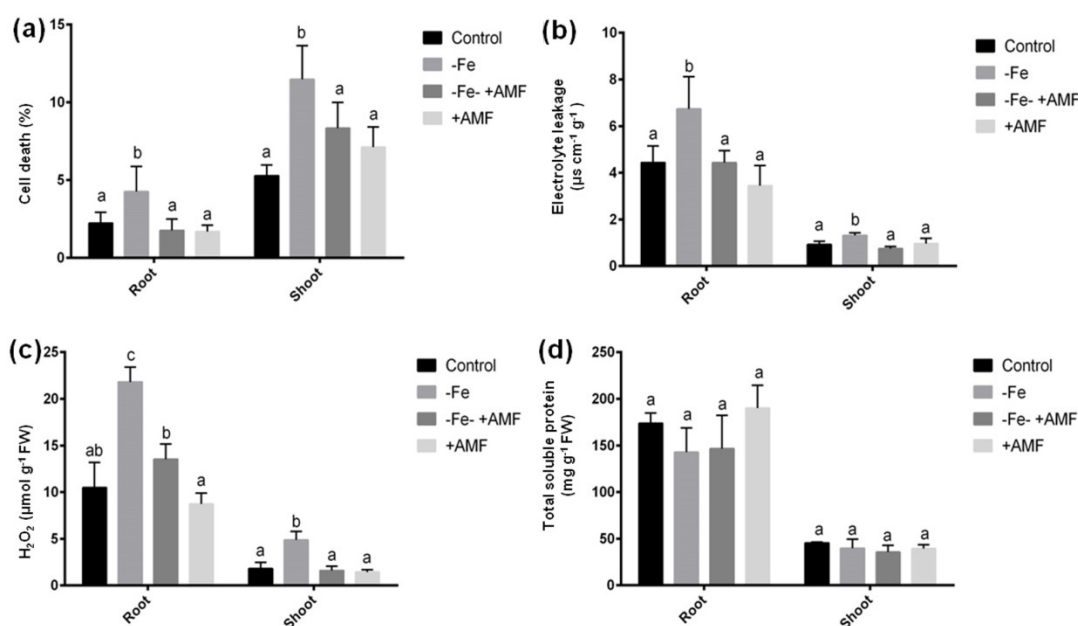 (a)
Cell death (%)
15
10
5
0
a
b
a
a
a
b
a
a
Root
Shoot
Control
-Fe
-Fe- +AMF
+AMF
(b)
Electrolyte leakage
(µs cm⁻¹ g⁻¹)
10
8
6
4
2
0
a
b
a
a
a
b
a
a
Root
Shoot
Control
-Fe
-Fe- +AMF
+AMF
(c)
H₂O₂ (µmol g⁻¹ FW)
25
20
15
10
5
0
ab
c
b
a
a
b
a
a
Root
Shoot
Control
-Fe
-Fe- +AMF
+AMF
(d)
Total soluble protein
(mg g⁻¹ FW)
250
200
150
100
50
0
a
a
a
a
a
a
a
a
Root
Shoot
Control
-Fe
-Fe- +AMF
+AMF